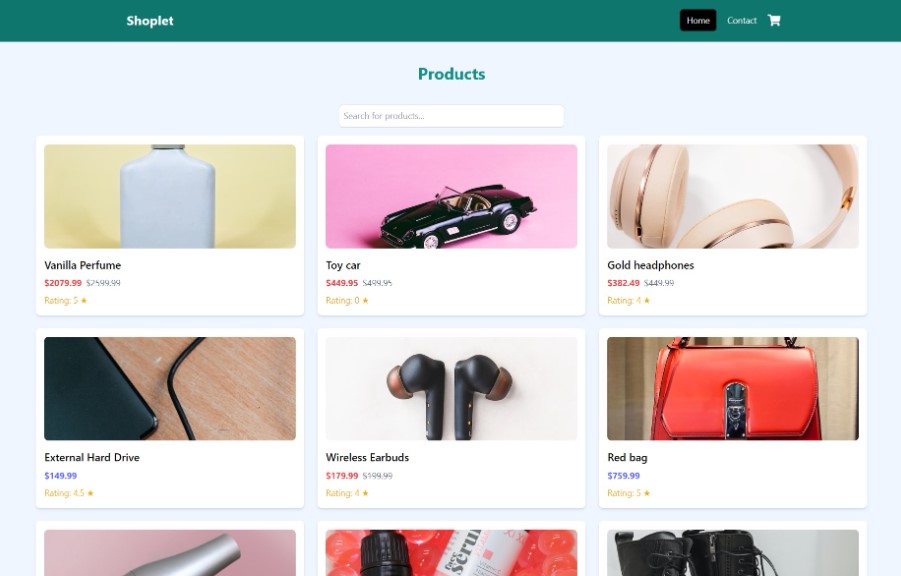 Shoplet
Home Contact
Products
Search for products...
Vanilla Perfume
$2079.99 $2599.99
Rating: 5 ★
Toy car
$449.95 $499.95
Rating: 0 ★
Gold headphones
$382.49 $449.99
Rating: 4 ★
External Hard Drive
$149.99
Rating: 4.5 ★
Wireless Earbuds
$179.99 $199.99
Rating: 4 ★
Red bag
$759.99
Rating: 5 ★
serum